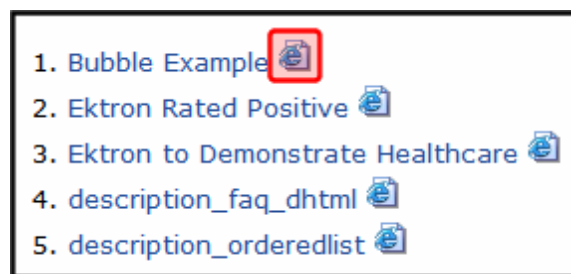 1. Bubble Example
2. Ektron Rated Positive
3. Ektron to Demonstrate Healthcare
4. description_faq_dhtml
5. description_orderedlist